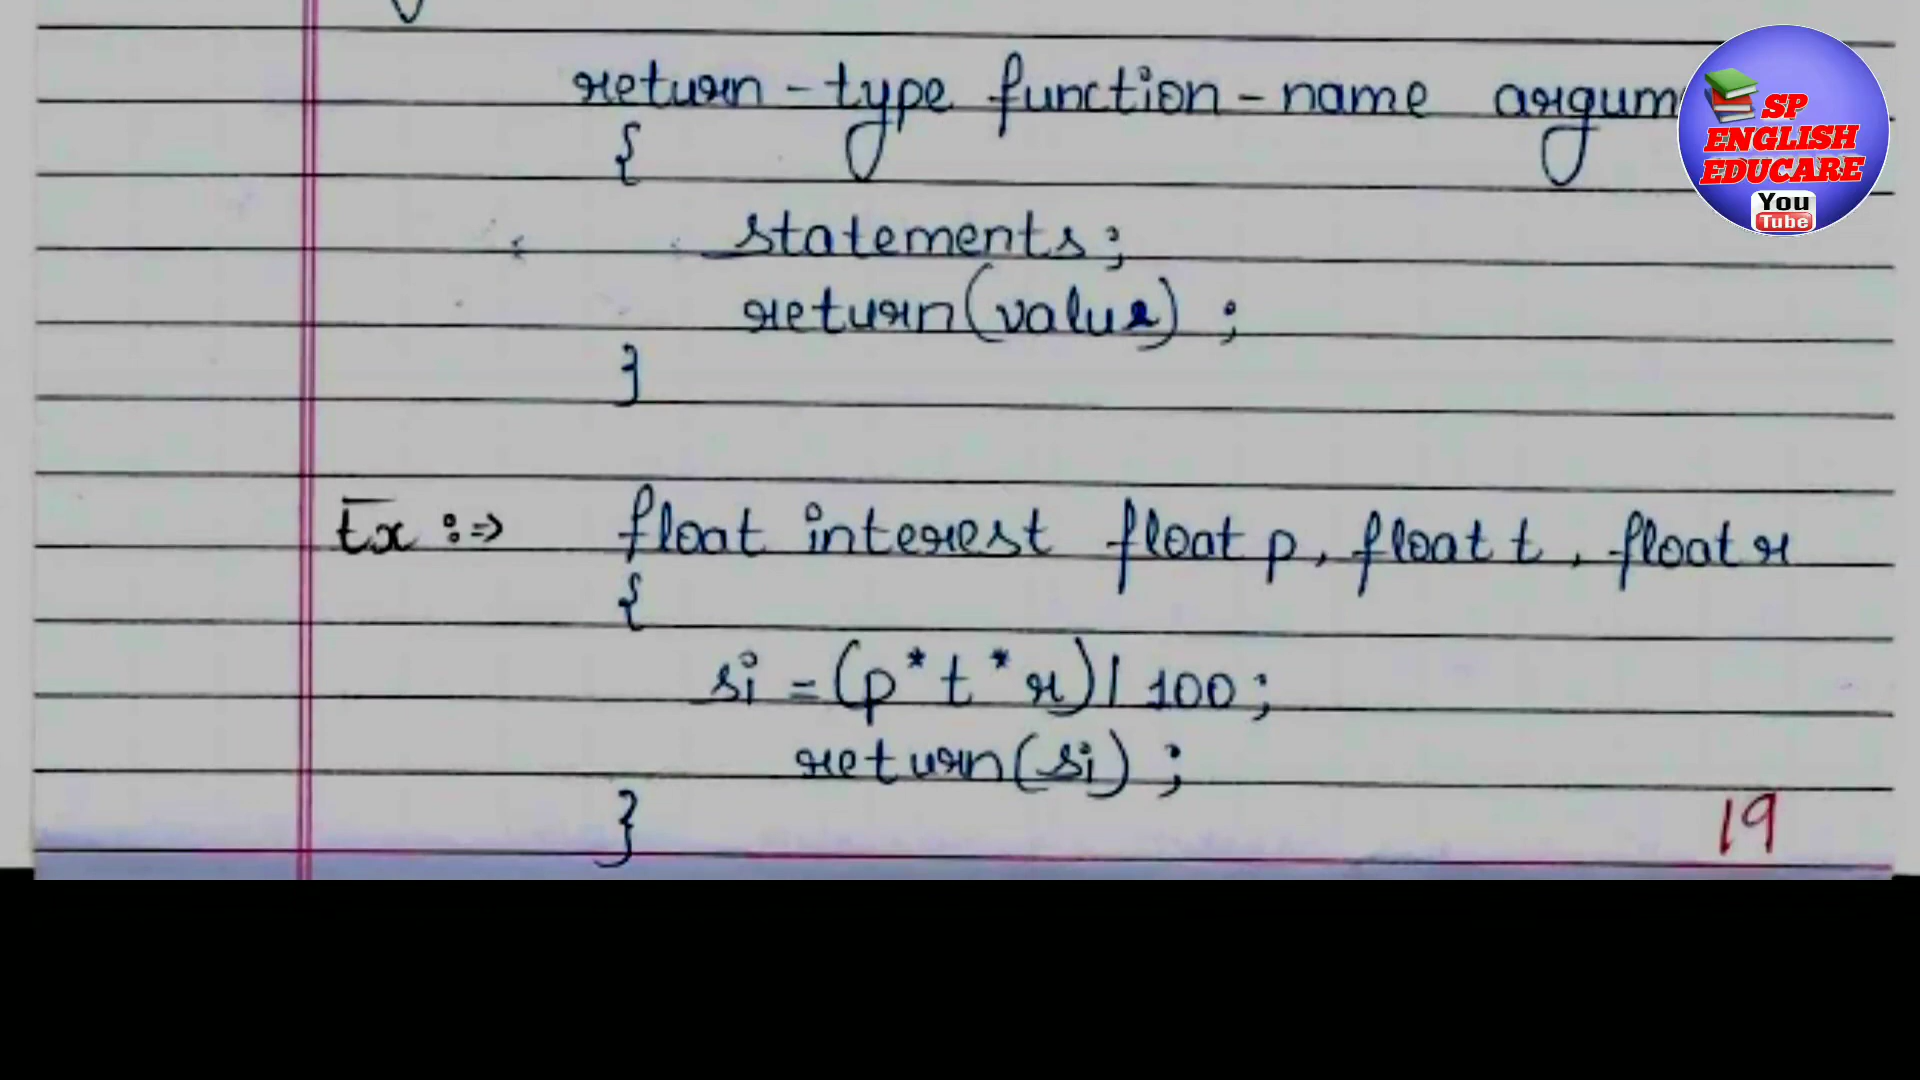 return-type function-name
{
statements;
return(value) ;
}
Ex :⇒ float interest float p, float t, float r
{
si = (p*t*r)| 100;
return(si) ;
}
19
SP
ENGLISH
EDUCARE
You
Tube